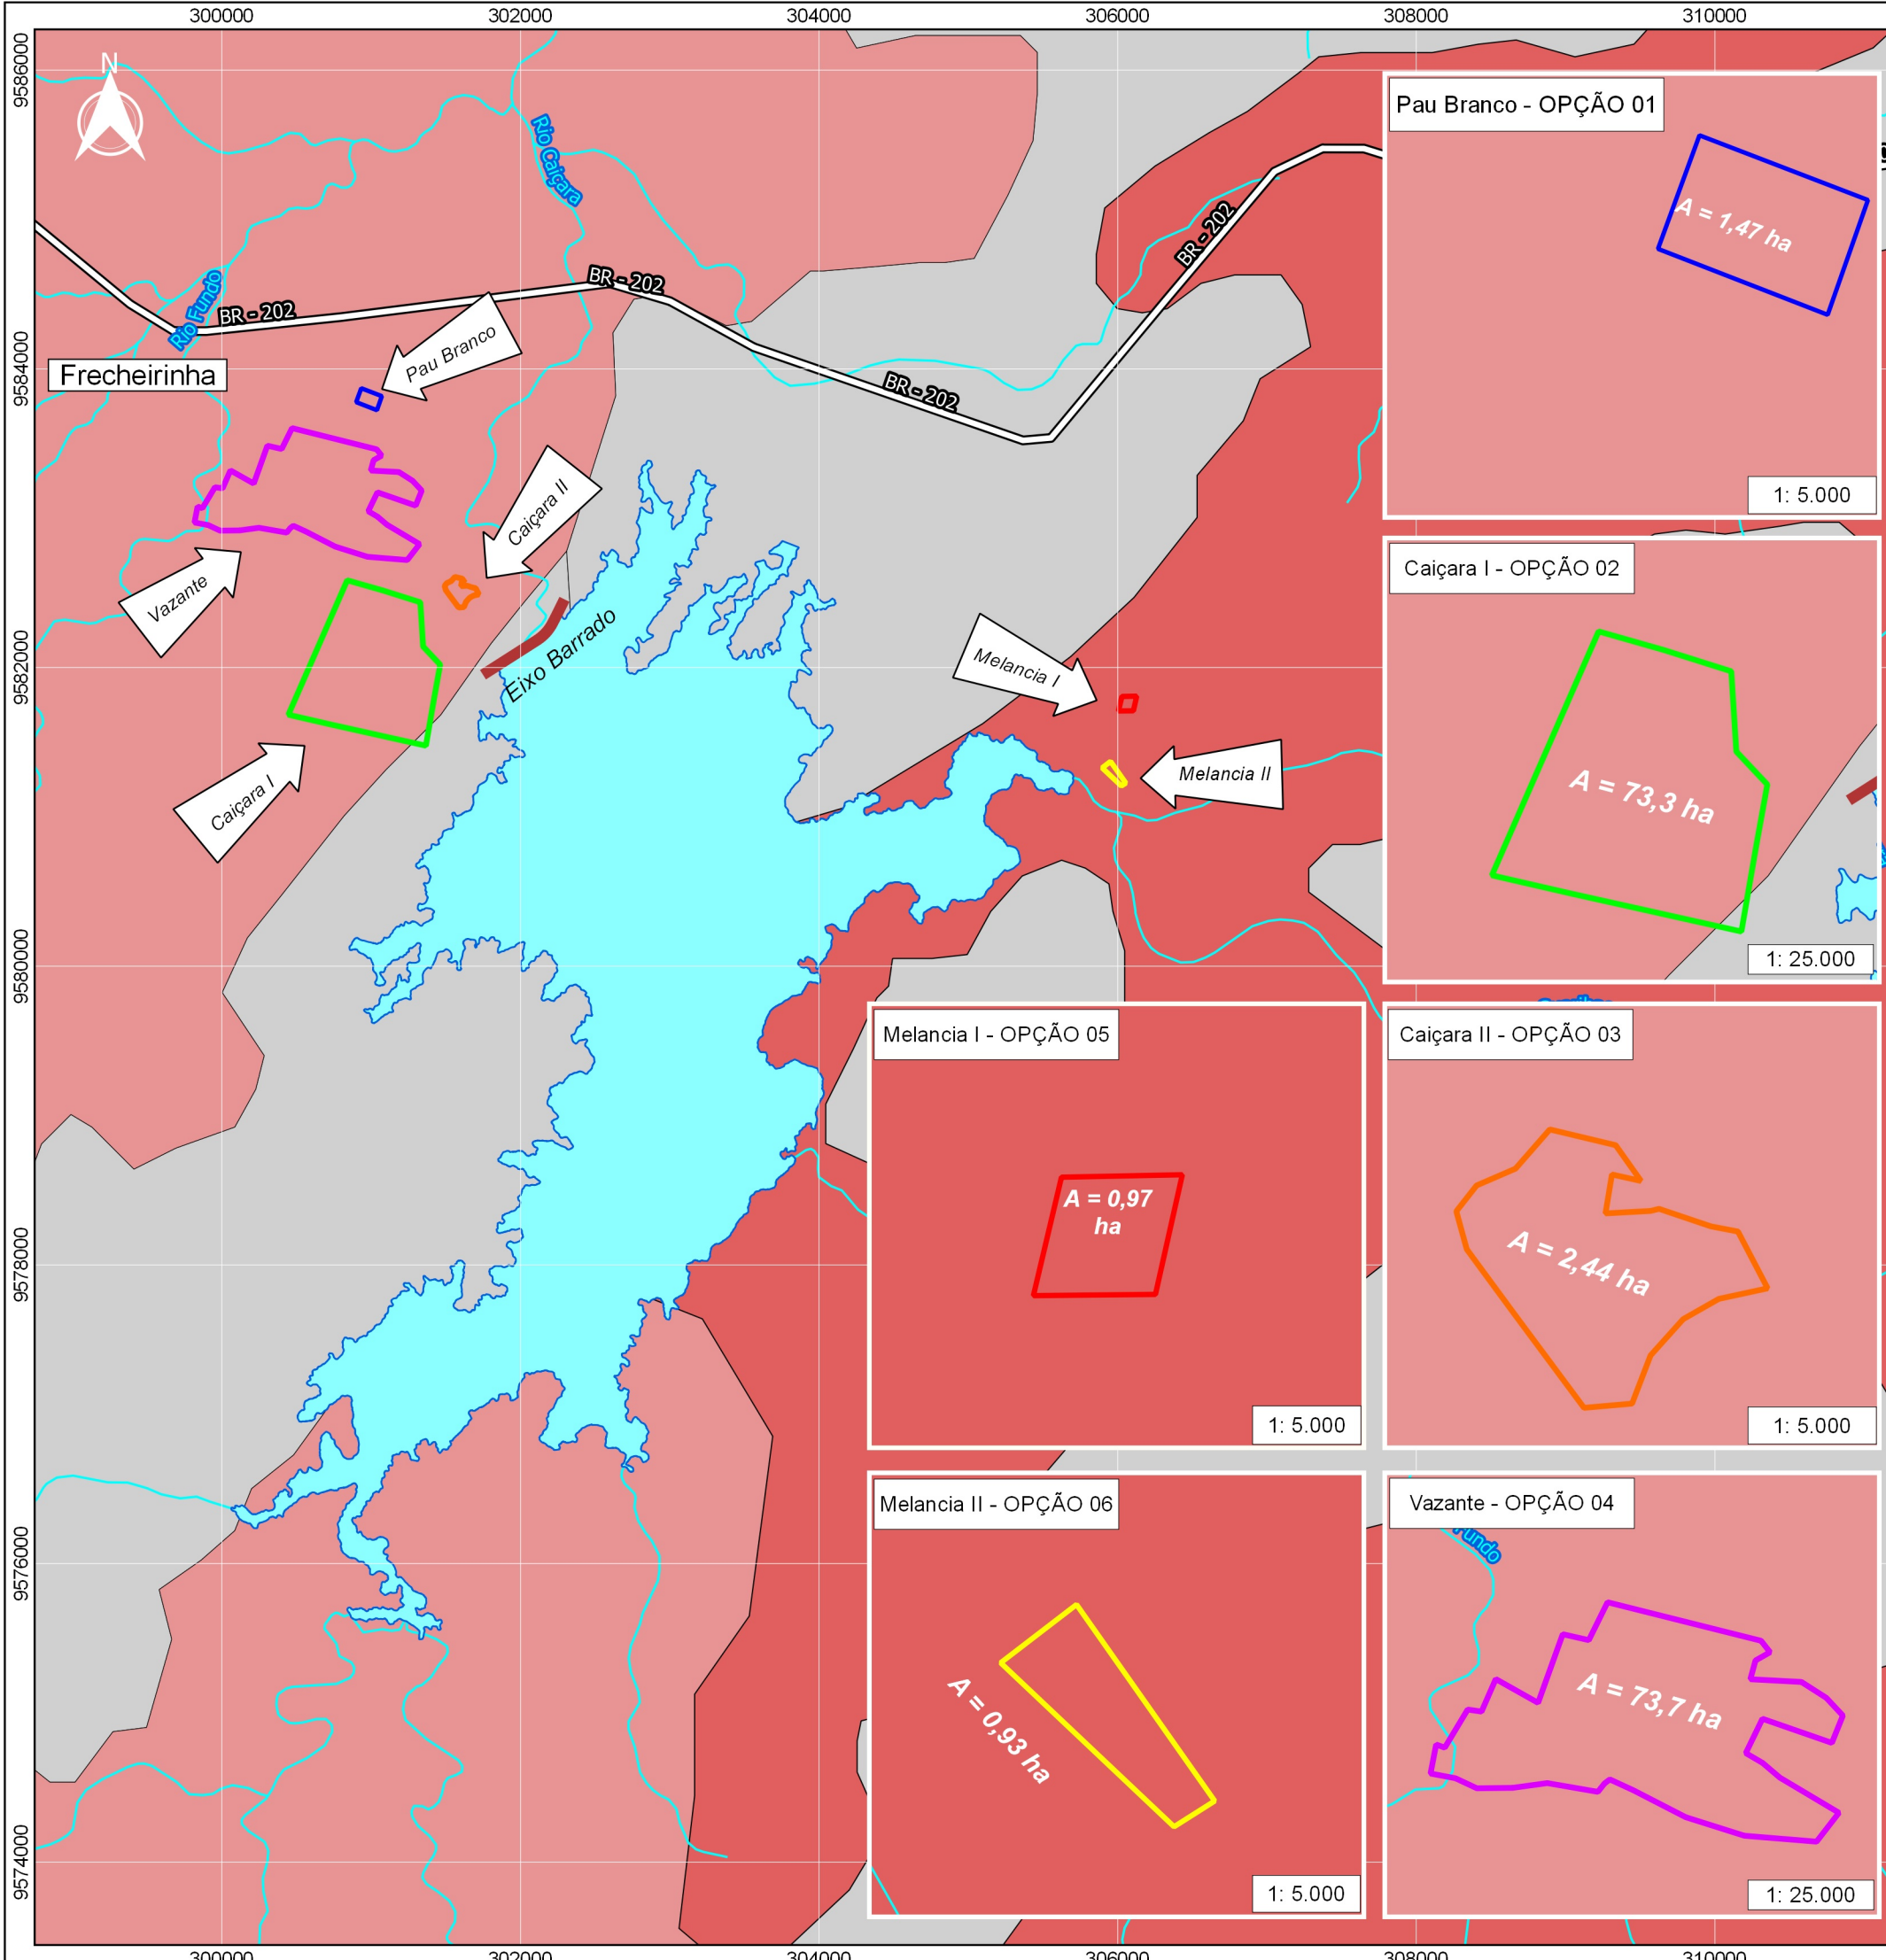 300000 302000 304000 306000 308000 310000
9586000
N
Rio Caiçara
Pau Branco - OPÇÃO 01
A = 1,47 ha
1: 5.000
BR - 202
Rio Fundo
BR - 202
BR - 202
BR - 202
Pau Branco
9584000
Frecheirinha
Caiçara II
Vazante
Eixo Barrado
Caiçara I - OPÇÃO 02
A = 73,3 ha
1: 25.000
9582000
Melancia I
Melancia II
Caiçara I
9580000
Melancia I - OPÇÃO 05
A = 0,97
ha
1: 5.000
Caiçara II - OPÇÃO 03
A = 2,44 ha
1: 5.000
9578000
Melancia II - OPÇÃO 06
A = 0,93 ha
1: 5.000
Vazante - OPÇÃO 04
Fundo
A = 73,7 ha
1: 25.000
9576000
9574000
300000 302000 304000 306000 308000 310000